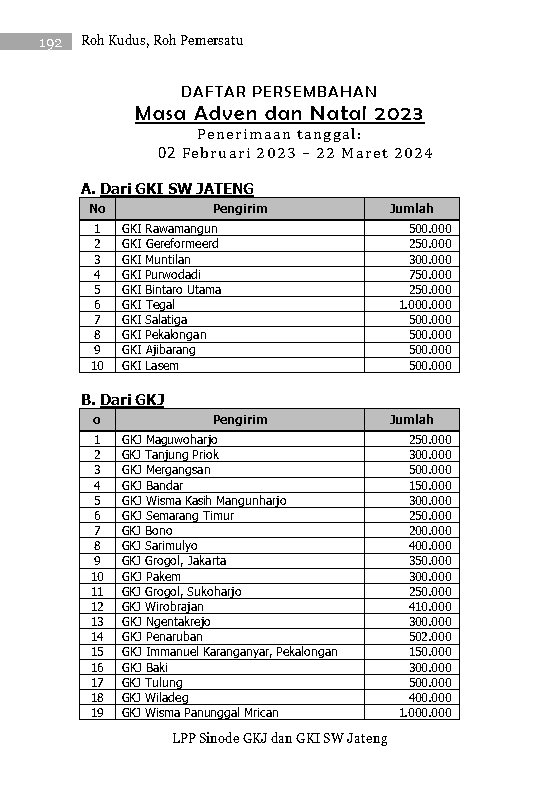 192 Roh Kudus, Roh Pemersatu
DAFTAR PERSEMBAHAN
Masa Adven dan Natal 2023
Penerimaan tanggal:
02 Februari 2023 – 22 Maret 2024
A. Dari GKI SW JATENG
No Pengirim Jumlah
1 GKI Rawamangun 500.000
2 GKI Gereformeerd 250.000
3 GKI Muntilan 300.000
4 GKI Purwodadi 750.000
5 GKI Bintaro Utama 250.000
6 GKI Tegal 1.000.000
7 GKI Salatiga 500.000
8 GKI Pekalongan 500.000
9 GKI Ajibarang 500.000
10 GKI Lasem 500.000
B. Dari GKJ
o Pengirim Jumlah
1 GKJ Maguwoharjo 250.000
2 GKJ Tanjung Priok 300.000
3 GKJ Mergangsan 500.000
4 GKJ Bandar 150.000
5 GKJ Wisma Kasih Mangunharjo 300.000
6 GKJ Semarang Timur 250.000
7 GKJ Bono 200.000
8 GKJ Sarimulyo 400.000
9 GKJ Grogol, Jakarta 350.000
10 GKJ Pakem 300.000
11 GKJ Grogol, Sukoharjo 250.000
12 GKJ Wirobrajan 410.000
13 GKJ Ngentakrejo 300.000
14 GKJ Penaruban 502.000
15 GKJ Immanuel Karanganyar, Pekalongan 150.000
16 GKJ Baki 300.000
17 GKJ Tulung 500.000
18 GKJ Wiladeg 400.000
19 GKJ Wisma Panunggal Mrican 1.000.000
LPP Sinode GKJ dan GKI SW Jateng